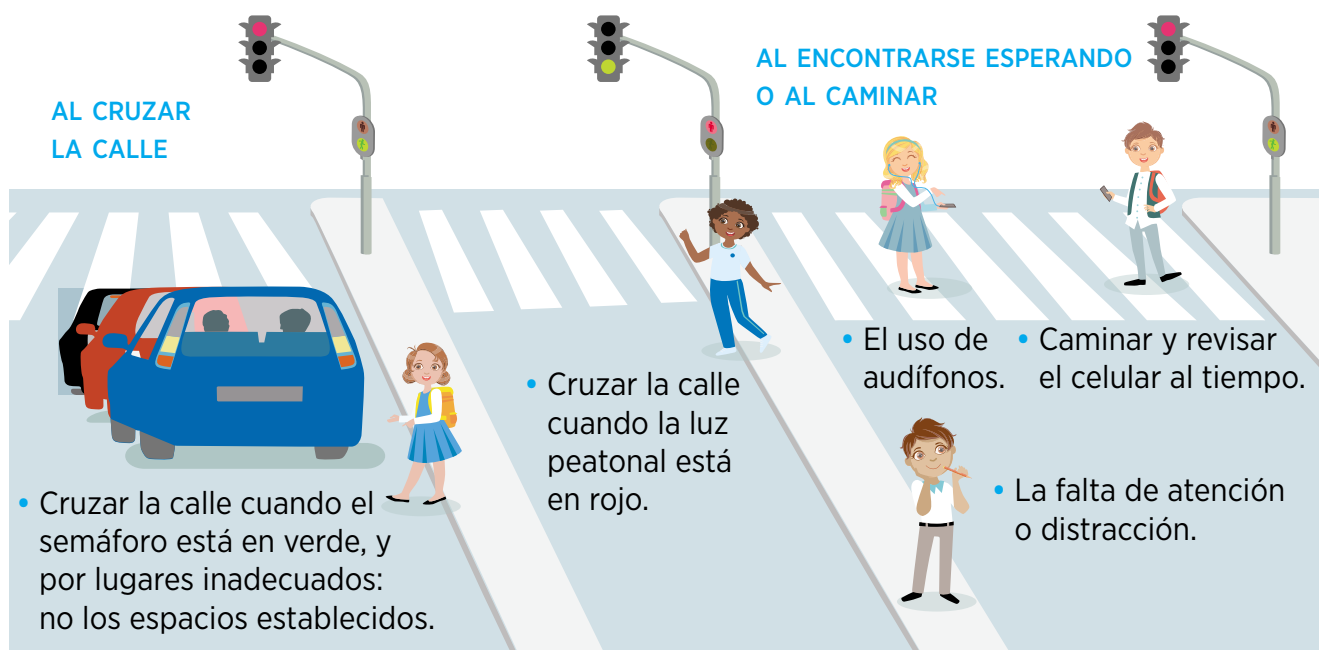 AL CRUZAR
LA CALLE
• Cruzar la calle cuando el
semáforo está en verde, y
por lugares inadecuados:
no los espacios establecidos.
• Cruzar la calle
cuando la luz
peatonal está
en rojo.
AL ENCONTRARSE ESPERANDO
O AL CAMINAR
• El uso de
audífonos.
• Caminar y revisar
el celular al tiempo.
• La falta de atención
o distracción.